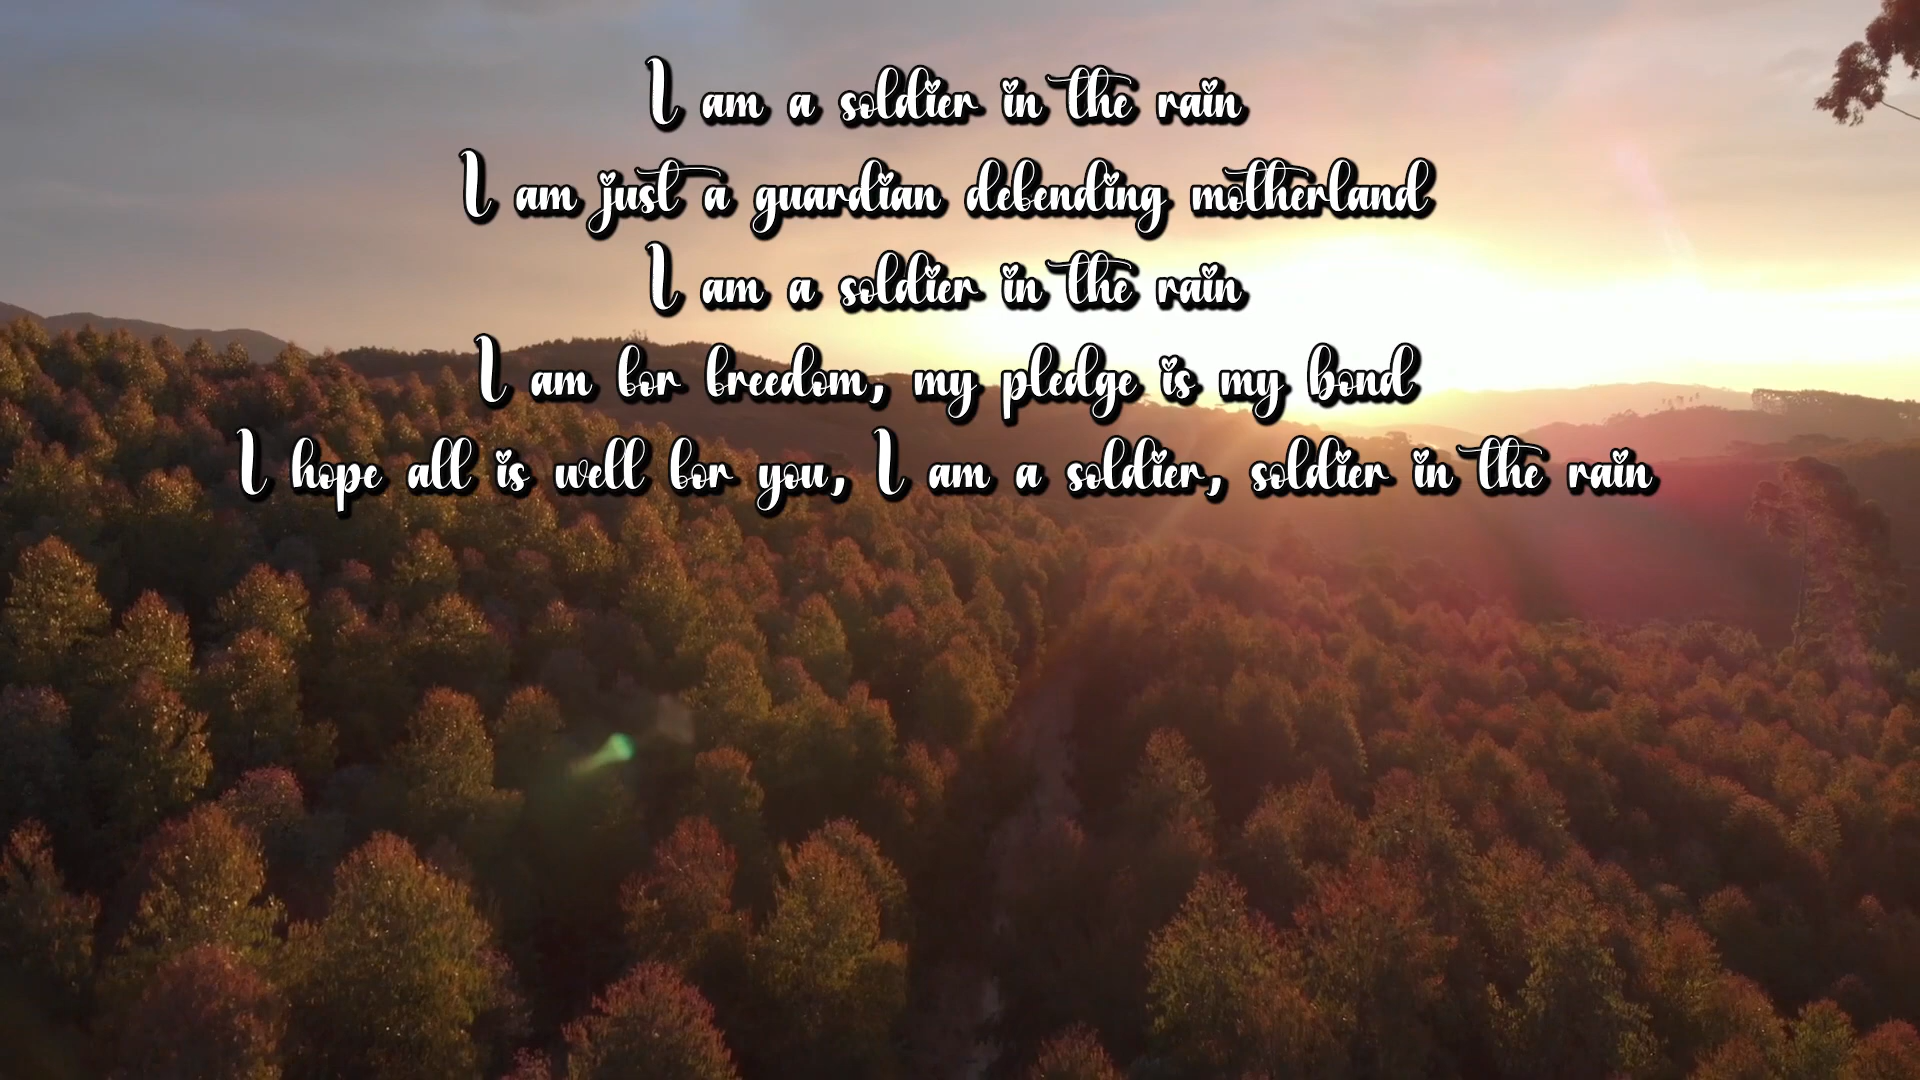 I am a soldier in the rain
I am just a guardian defending motherland
I am a soldier in the rain
I am for freedom, my pledge is my bond
I hope all is well for you, I am a soldier, soldier in the rain